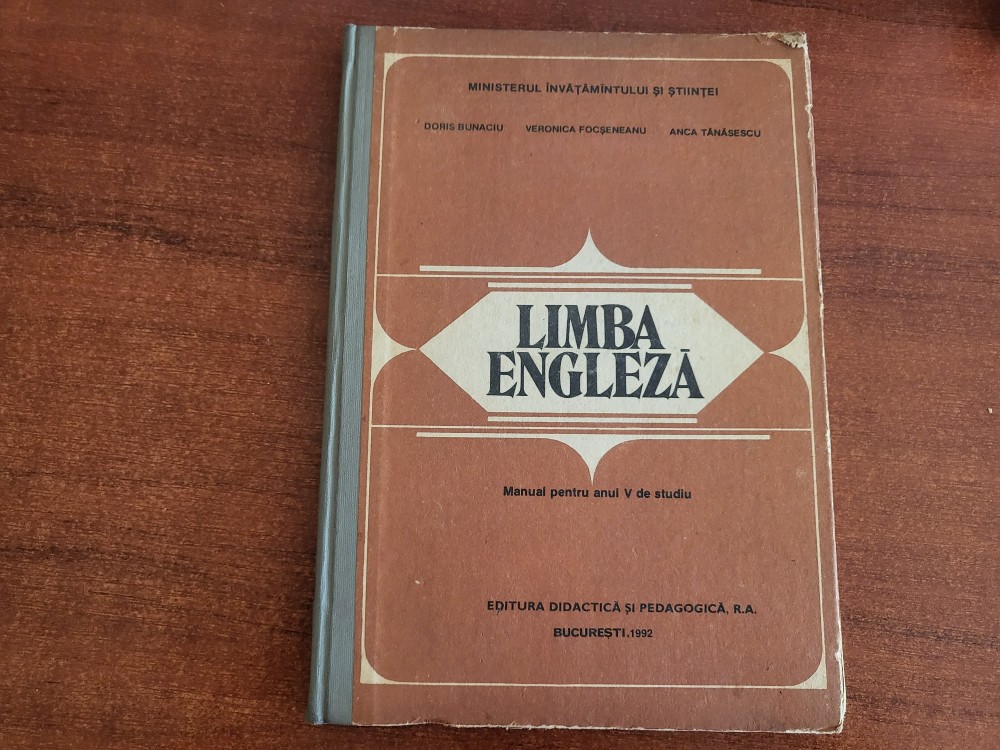 MINISTERUL ÎNVĂȚĂMÎNTULUI ȘI ȘTIINȚEI
DORIS BUNACIU VERONICA FOCȘENEANU ANCA TĂNĂSESCU
LIMBA
ENGLEZĂ
Manual pentru anul V de studiu
EDITURA DIDACTICĂ ȘI PEDAGOGICĂ, R.A.
BUCUREȘTI, 1992